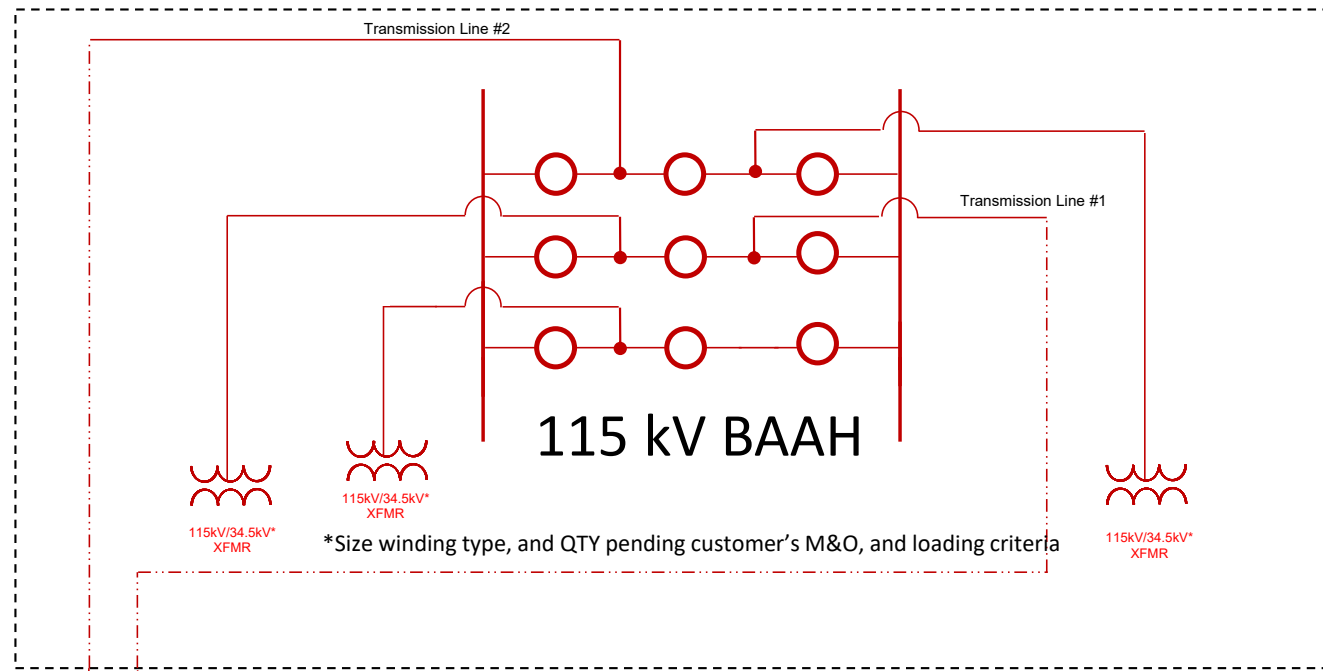 Transmission Line #2
Transmission Line #1
115 kV BAAH
115kV/34.5kV*
XFMR
115kV/34.5kV*
XFMR
*Size winding type, and QTY pending customer’s M&O, and loading criteria
115kV/34.5kV*
XFMR